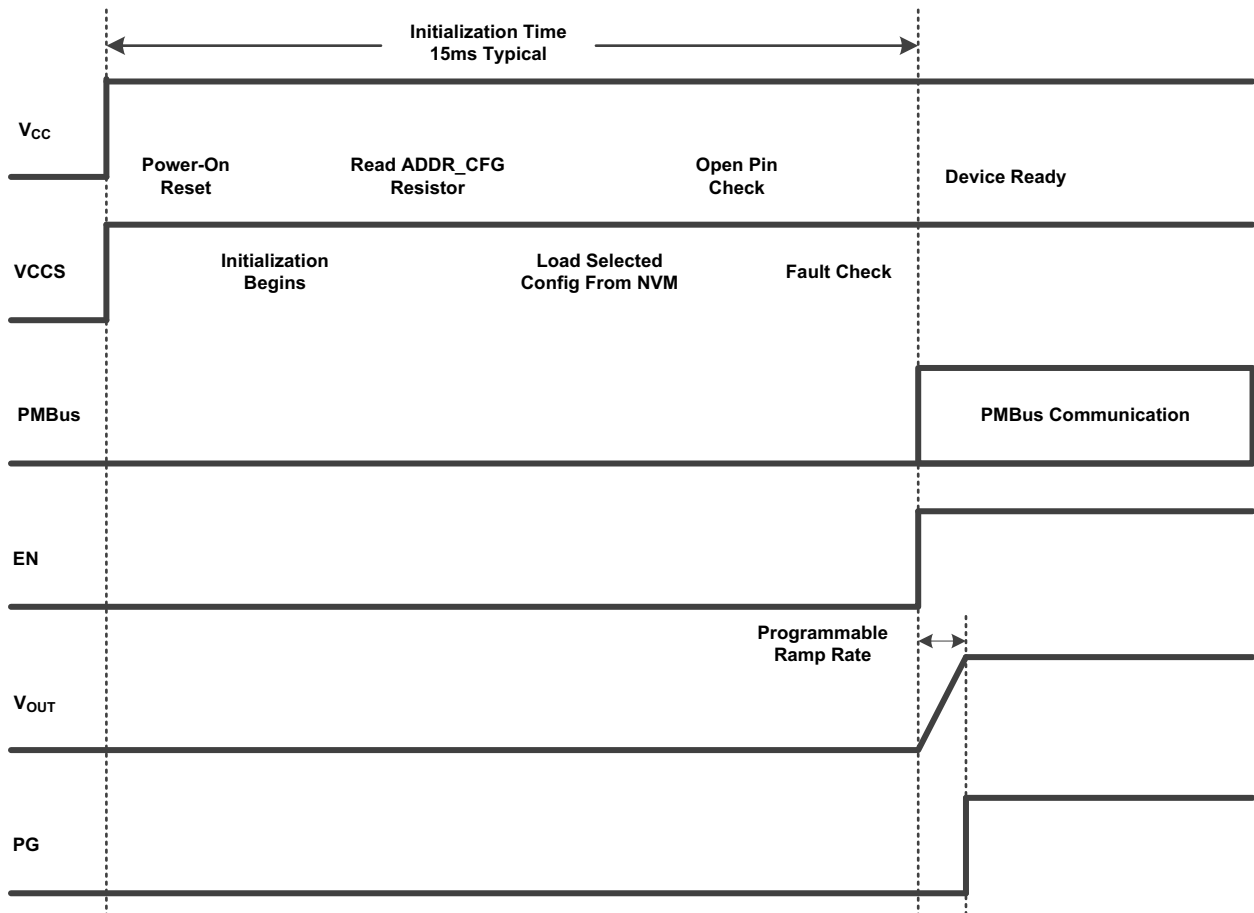 Initialization Time
15ms Typical
VCC
Power-On
Reset
Read ADDR_CFG
Resistor
Open Pin
Check
Device Ready
VCCS
Initialization
Begins
Load Selected
Config From NVM
Fault Check
PMBus
PMBus Communication
EN
Programmable
Ramp Rate
VOUT
PG